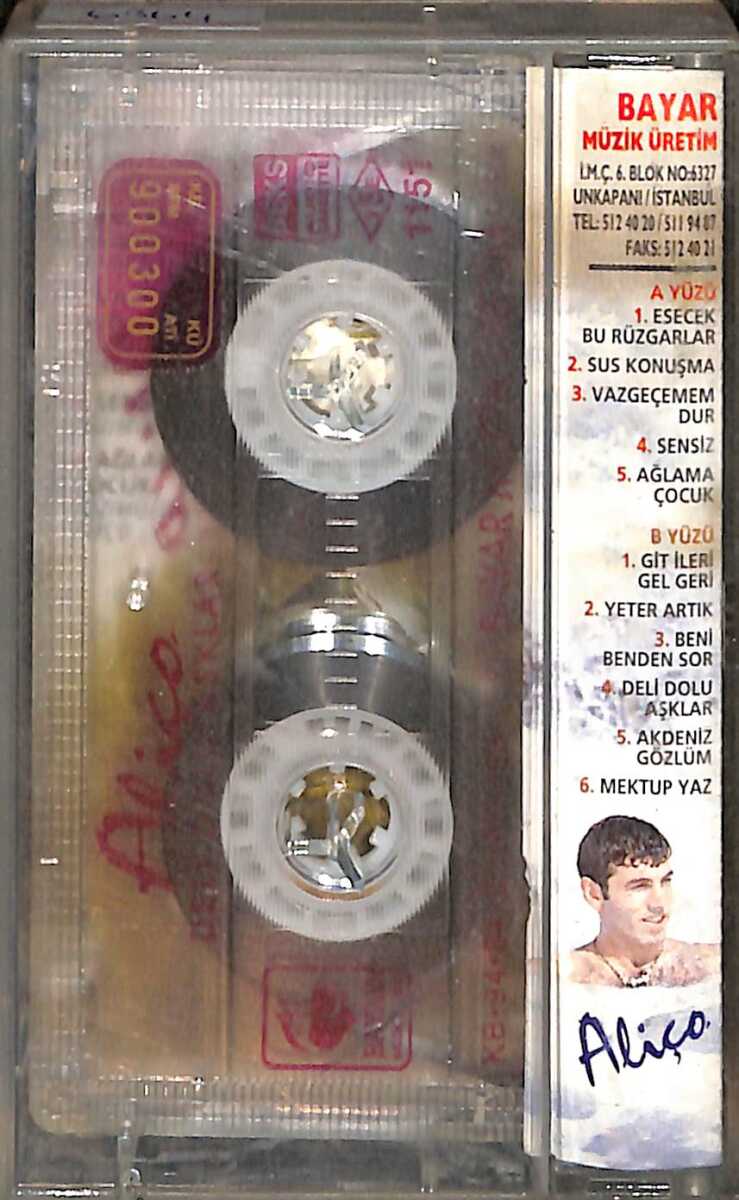 BAYAR
MÜZİK ÜRETİM
İ.M.Ç. 6. BLOK NO:6327
UNKAPANI / İSTANBUL
TEL: 512 40 20 / 511 94 07
FAKS: 512 40 21
A YÜZÜ
1. ESECEK
BU RÜZGARLAR
2. SUS KONUŞMA
3. VAZGEÇEMEM
DUR
4. SENSİZ
5. AĞLAMA
ÇOCUK
B YÜZÜ
1. GİT İLERİ
GEL GERİ
2. YETER ARTIK
3. BENİ
BENDEN SOR
4. DELİ DOLU
AŞKLAR
5. AKDENİZ
GÖZLÜM
6. MEKTUP YAZ
Aliço
900300
Aliço